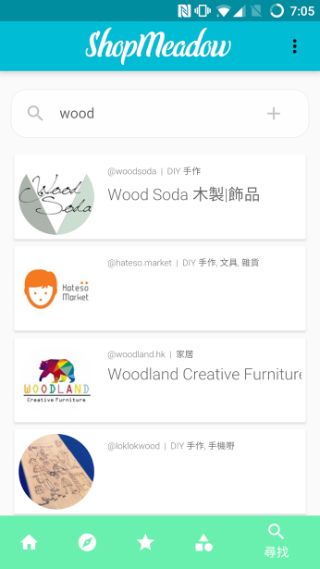 7:05
ShopMeadow
wood
@woodsoda | DIY 手作
Wood Soda
Wood Soda 木製|飾品
@hateso.market | DIY 手作, 文具, 雜貨
Hateso
Market
@woodland.hk | 家居
WOODLAND
Creative Furniture
Woodland Creative Furniture
@loklokwood | DIY 手作, 手機嘢
尋找